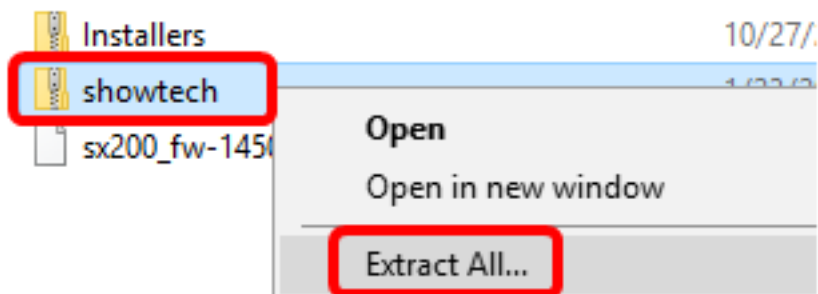 Installers 10/27/
showtech
Open
sx200_fw-145
Open in new window
Extract All...